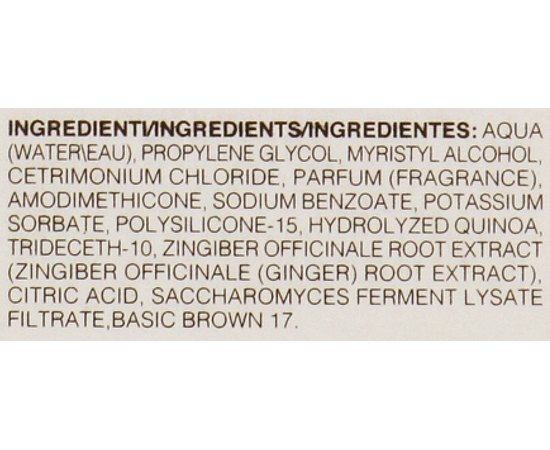 INGREDIENTI/INGREDIENTS/INGREDIENTES: AQUA
(WATER\EAU), PROPYLENE GLYCOL, MYRISTYL ALCOHOL,
CETRIMONIUM CHLORIDE, PARFUM (FRAGRANCE),
AMODIMETHICONE, SODIUM BENZOATE, POTASSIUM
SORBATE, POLYSILICONE-15, HYDROLYZED QUINOA,
TRIDECETH-10, ZINGIBER OFFICINALE ROOT EXTRACT
(ZINGIBER OFFICINALE (GINGER) ROOT EXTRACT),
CITRIC ACID, SACCHAROMYCES FERMENT LYSATE
FILTRATE,BASIC BROWN 17.